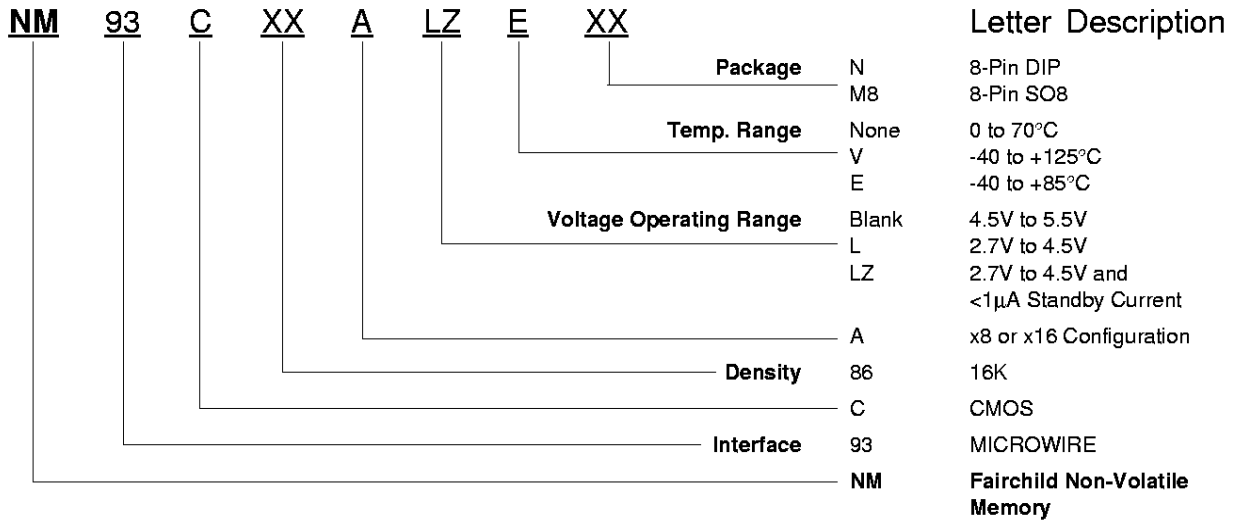 NM 93 C XX A LZ E XX Letter Description
Package N 8-Pin DIP
M8 8-Pin SO8
Temp. Range None 0 to 70°C
V -40 to +125°C
E -40 to +85°C
Voltage Operating Range Blank 4.5V to 5.5V
L 2.7V to 4.5V
LZ 2.7V to 4.5V and
<1µA Standby Current
A x8 or x16 Configuration
Density 86 16K
C CMOS
Interface 93 MICROWIRE
NM Fairchild Non-Volatile
Memory